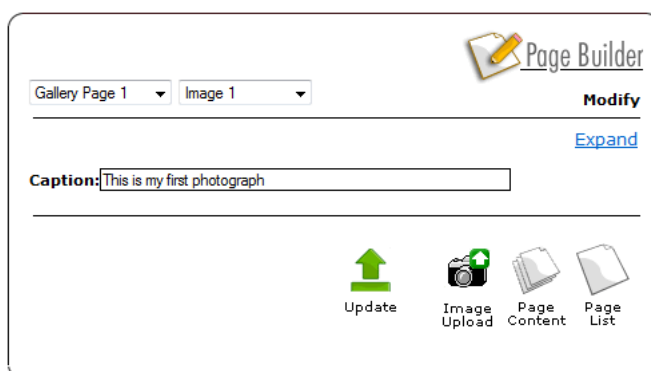 Page Builder
Gallery Page 1 Image 1
Modify
Expand
Caption: This is my first photograph
Update Image Upload Page Content Page List